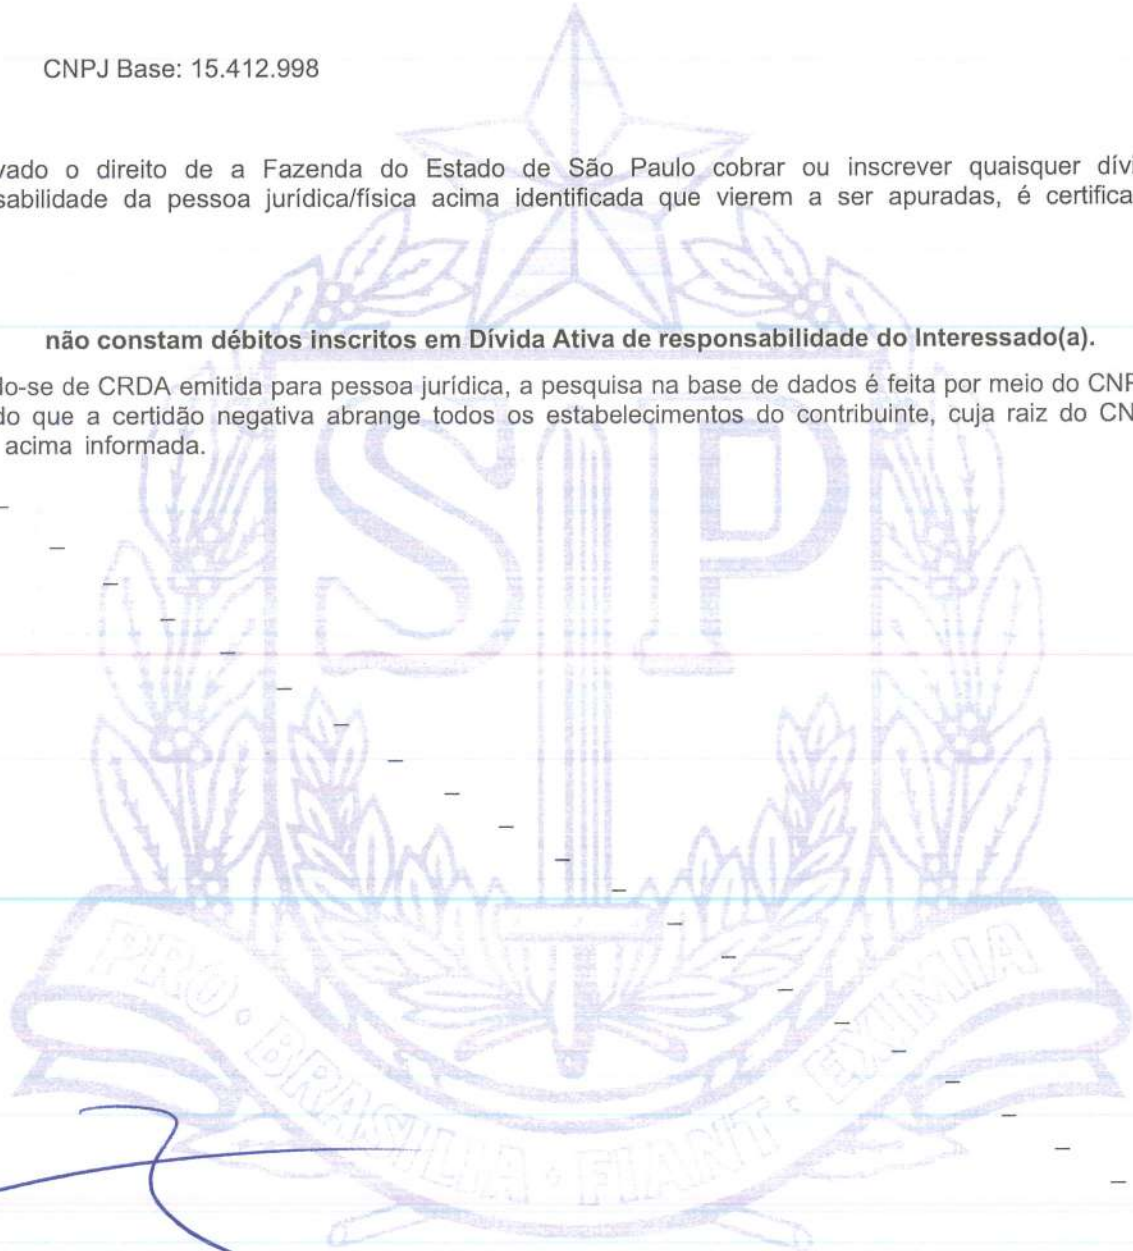 CNPJ Base: 15.412.998
vado o direito de a Fazenda do Estado de São Paulo cobrar ou inscrever quaisquer dívi
sabilidade da pessoa jurídica/física acima identificada que vierem a ser apuradas, é certifica
não constam débitos inscritos em Dívida Ativa de responsabilidade do Interessado(a).
do-se de CRDA emitida para pessoa jurídica, a pesquisa na base de dados é feita por meio do CNP
do que a certidão negativa abrange todos os estabelecimentos do contribuinte, cuja raiz do CN
acima informada.
SP
PRO · BRASILIA · FIANT · EXIMIA